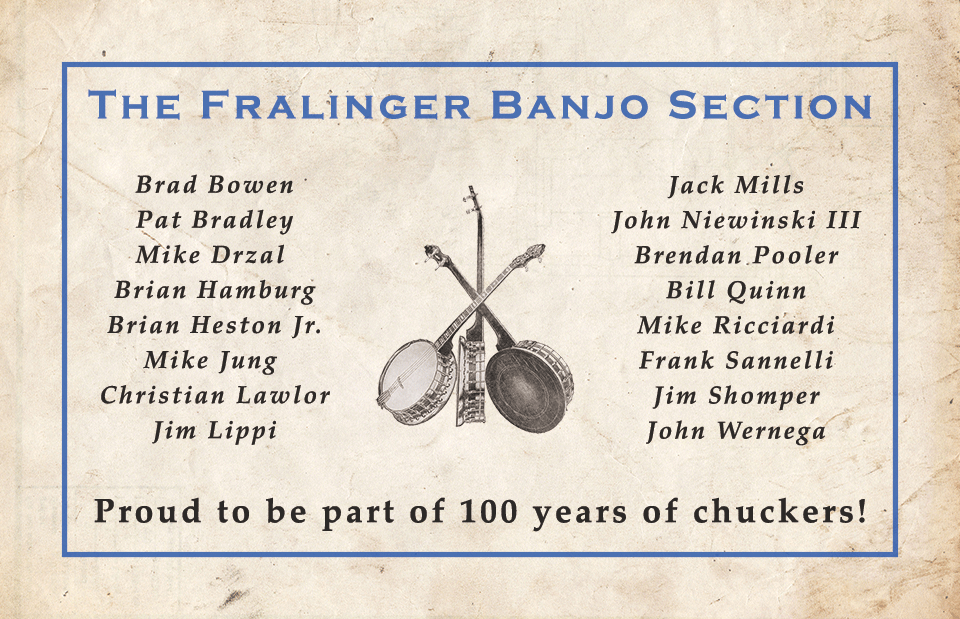 The Fralinger Banjo Section
Brad Bowen
Pat Bradley
Mike Drzal
Brian Hamburg
Brian Heston Jr.
Mike Jung
Christian Lawlor
Jim Lippi
Jack Mills
John Niewinski III
Brendan Pooler
Bill Quinn
Mike Ricciardi
Frank Sannelli
Jim Shomper
John Wernega
Proud to be part of 100 years of chuckers!